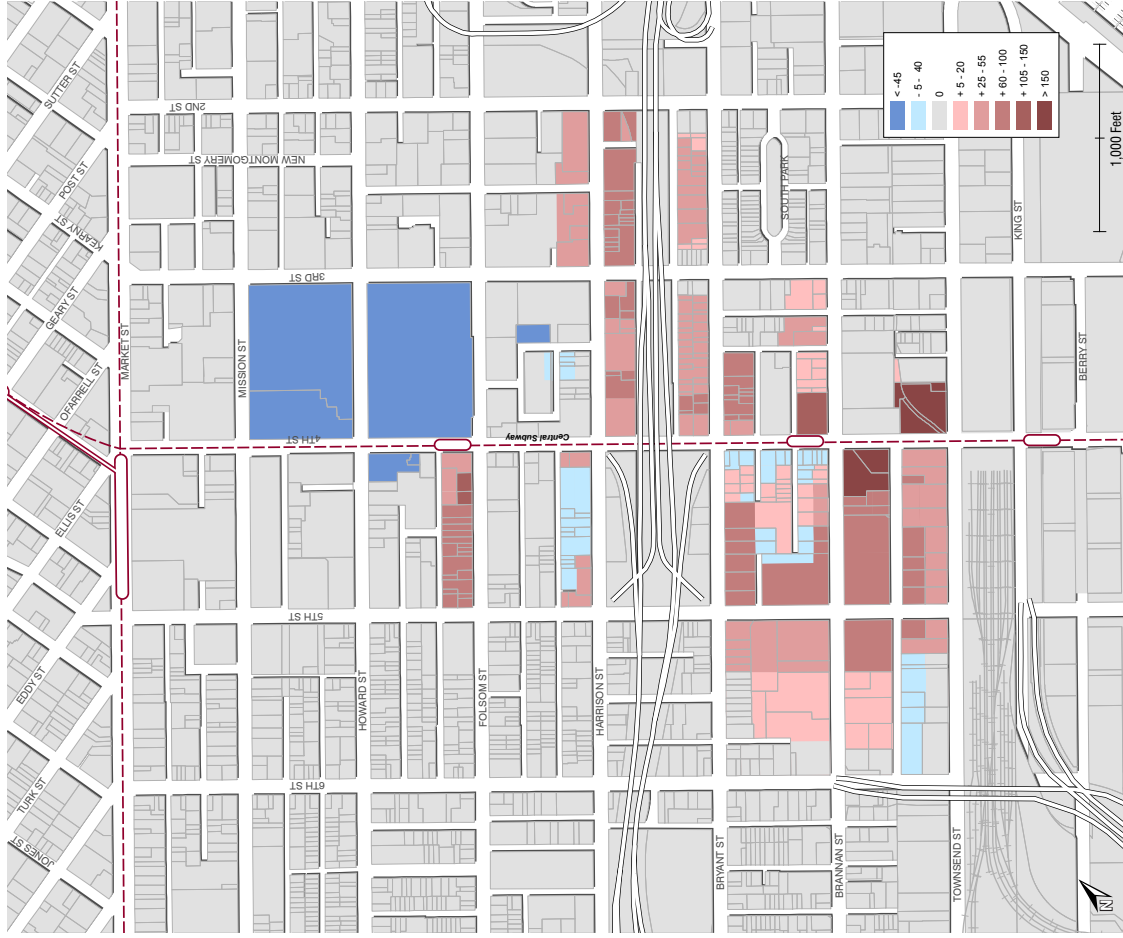 SUTTER ST
POST ST
KEARNY ST
GEARY ST
OFARRELL ST
ELLIS ST
EDDY ST
TURK ST
JONES ST
MARKET ST
2ND ST
NEW MONTGOMERY ST
3RD ST
MISSION ST
4TH ST
Central Subway
5TH ST
HOWARD ST
FOLSOM ST
HARRISON ST
6TH ST
SOUTH PARK
BRYANT ST
BRANNAN ST
TOWNSEND ST
KING ST
BERRY ST
< -45
- 5 - 40
0
+ 5 - 20
+ 25 - 55
+ 60 - 100
+ 105 - 150
> 150
1,000 Feet
N